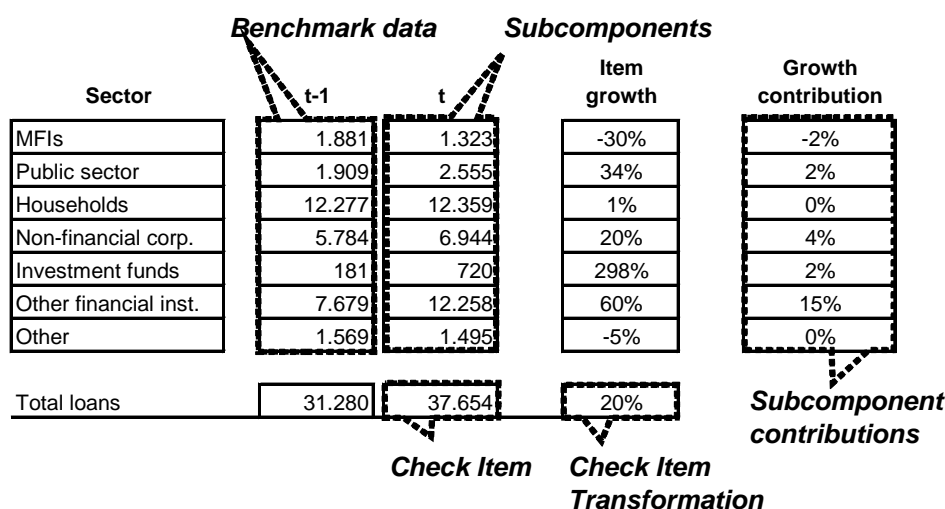 Benchmark data Subcomponents
Item Growth
Sector t-1 t growth contribution
MFIs 1.881 1.323 -30% -2%
Public sector 1.909 2.555 34% 2%
Households 12.277 12.359 1% 0%
Non-financial corp. 5.784 6.944 20% 4%
Investment funds 181 720 298% 2%
Other financial inst. 7.679 12.258 60% 15%
Other 1.569 1.495 -5% 0%
Total loans 31.280 37.654 20% Subcomponent
contributions
Check Item Check Item
Transformation